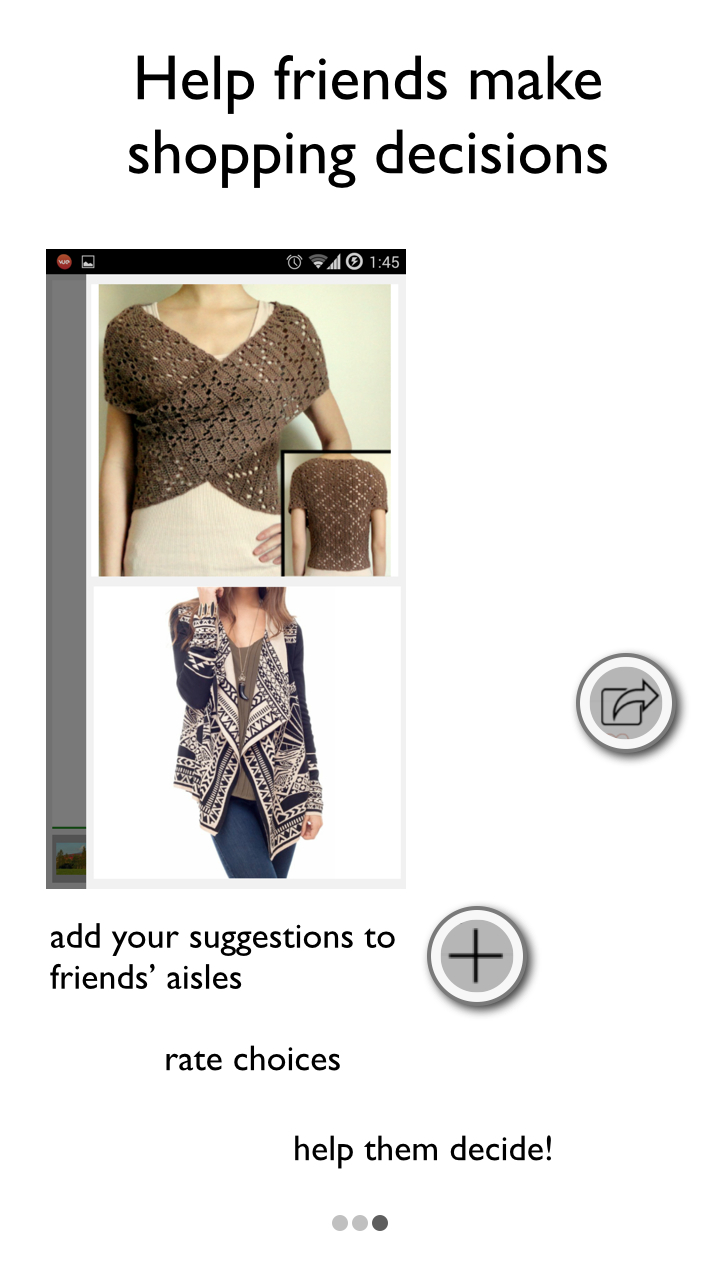 Help friends make
shopping decisions
1:45
add your suggestions to
friends’ aisles
rate choices
help them decide!